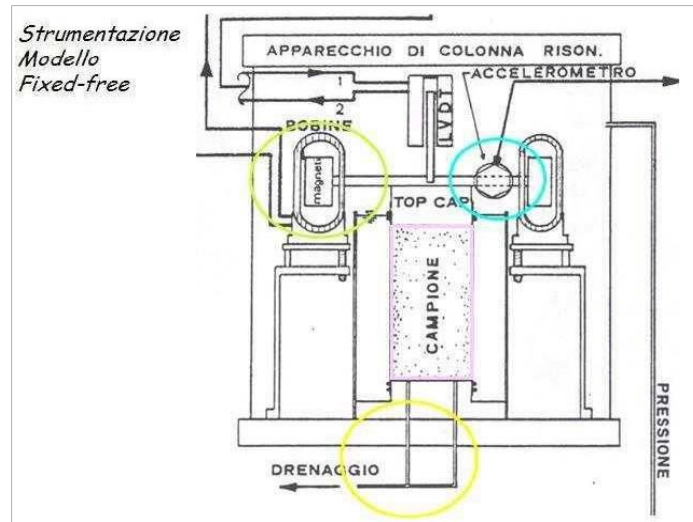 Strumentazione
Modello
Fixed-free
APPARECCHIO DI COLONNA RISON.
ACCELEROMETRO
1
2
LVDT
BOBINE
magnete
TOP CAP
CAMPIONE
PRESSIONE
DRENAGGIO